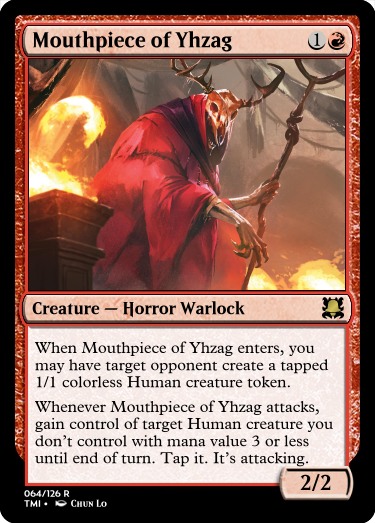 Mouthpiece of Yhzag 1
Creature — Horror Warlock
When Mouthpiece of Yhzag enters, you
may have target opponent create a tapped
1/1 colorless Human creature token.
Whenever Mouthpiece of Yhzag attacks,
gain control of target Human creature you
don't control with mana value 3 or less
until end of turn. Tap it. It's attacking.
2/2
064/126 R
TMI • Chun Lo